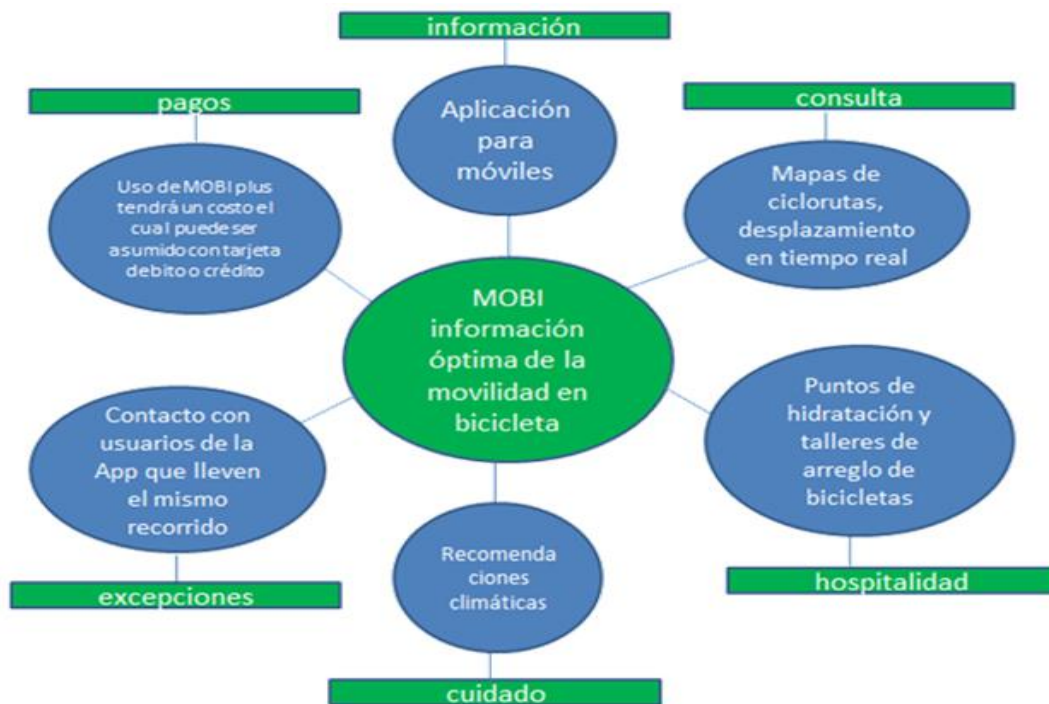 información
Aplicación
para
móviles
pagos
Uso de MOBI plus
tendrá un costo el
cual puede ser
asumido con tarjeta
debito o crédito
consulta
Mapas de
ciclorutas,
desplazamiento
en tiempo real
MOBI
información
óptima de la
movilidad en
bicicleta
Contacto con
usuarios de la
App que lleven
el mismo
recorrido
excepciones
Puntos de
hidratación y
talleres de
arreglo de
bicicletas
hospitalidad
Recomenda
ciones
climáticas
cuidado